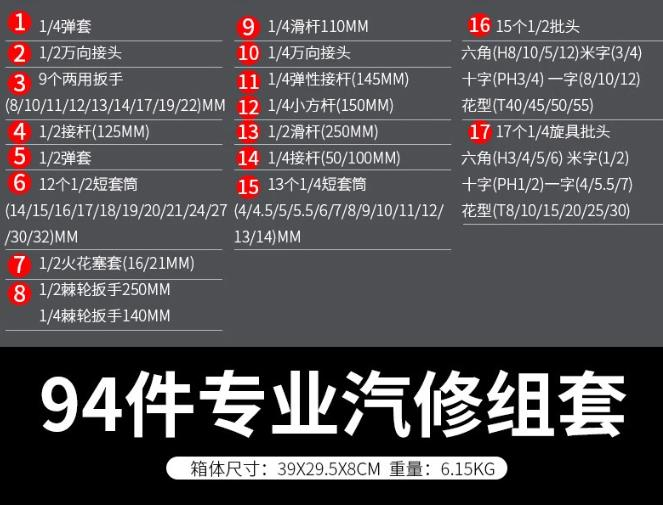 1 1/4弹套
2 1/2万向接头
3 9个两用扳手
(8/10/11/12/13/14/17/19/22)MM
4 1/2接杆(125MM)
5 1/2弹套
6 12个1/2短套筒
(14/15/16/17/18/19/20/21/24/27
/30/32)MM
7 1/2火花塞套(16/21MM)
8 1/2棘轮扳手250MM
1/4棘轮扳手140MM
9 1/4滑杆110MM
10 1/4万向接头
11 1/4弹性接杆(145MM)
12 1/4小方杆(150MM)
13 1/2滑杆(250MM)
14 1/4接杆(50/100MM)
15 13个1/4短套筒
(4/4.5/5/5.5/6/7/8/9/10/11/12/
13/14)MM
16 15个1/2批头
六角(H8/10/5/12)米字(3/4)
十字(PH3/4) 一字(8/10/12)
花型(T40/45/50/55)
17 17个1/4旋具批头
六角(H3/4/5/6) 米字(1/2)
十字(PH1/2)一字(4/5.5/7)
花型(T8/10/15/20/25/30)
94件专业汽修组套
箱体尺寸：39X29.5X8CM 重量：6.15KG